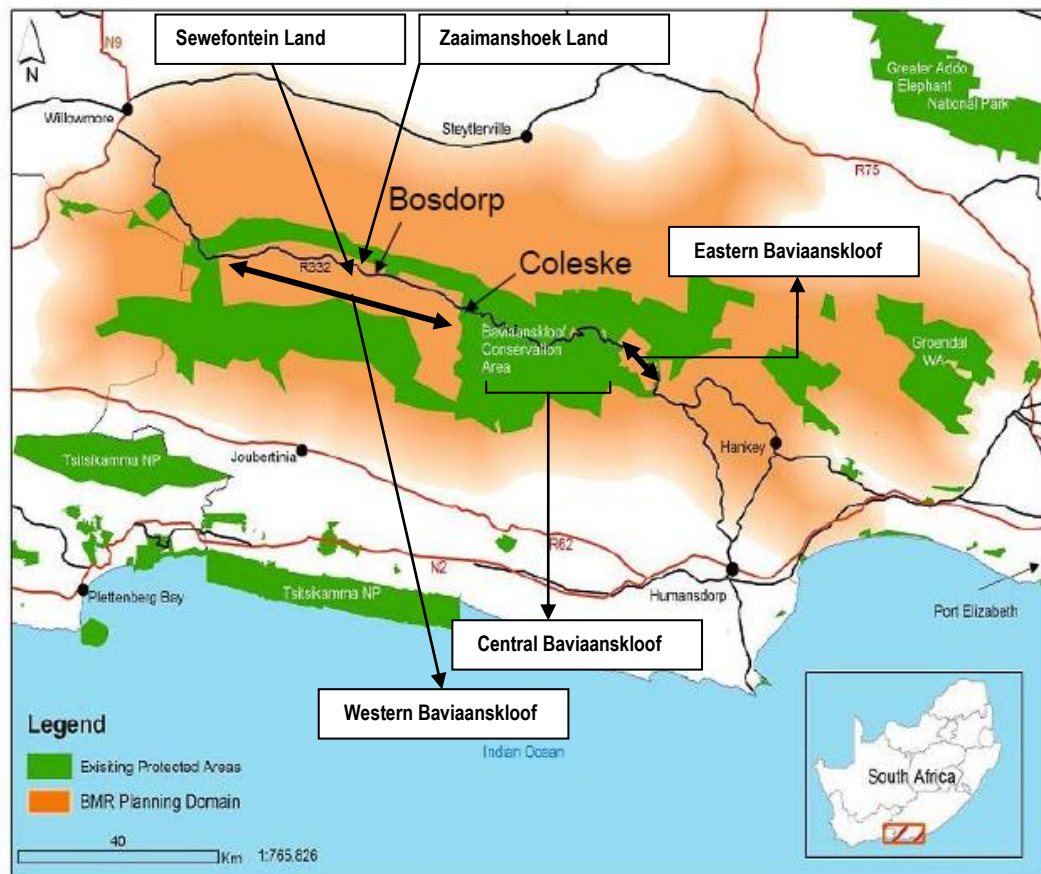 Sewefontein Land
Zaaimanshoek Land
N9
N
Greater Addo
Elephant
National Park
Willowmore
Steytlerville
R75
Bosdorp
Eastern Baviaanskloof
R332
Coleske
Baviaanskloof
Conservation
Area
Groendal
WA
Hankey
Joubertinia
Tsitsikamma NP
R62
N2
Plettenberg Bay
Tsitsikamma NP
Humansdorp
Port Elizabeth
Central Baviaanskloof
Western Baviaanskloof
Legend
Indian Ocean
Exisiting Protected Areas
South Africa
BMR Planning Domain
40
Km 1:765,826